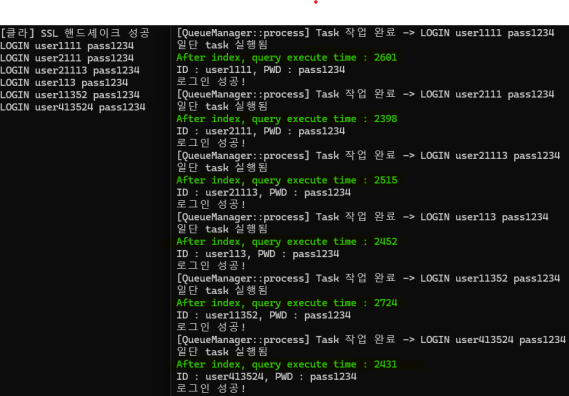 [클라] SSL 핸드셰이크 성공
LOGIN user1111 pass1234
LOGIN user2111 pass1234
LOGIN user21113 pass1234
LOGIN user113 pass1234
LOGIN user11352 pass1234
LOGIN user413524 pass1234
[QueueManager::process] Task 작업 완료 -> LOGIN user1111 pass1234
일단 task 실행됨
After index, query execute time : 2601
ID : user1111, PWD : pass1234
로그인 성공!
[QueueManager::process] Task 작업 완료 -> LOGIN user2111 pass1234
일단 task 실행됨
After index, query execute time : 2398
ID : user2111, PWD : pass1234
로그인 성공!
[QueueManager::process] Task 작업 완료 -> LOGIN user21113 pass1234
일단 task 실행됨
After index, query execute time : 2515
ID : user21113, PWD : pass1234
로그인 성공!
[QueueManager::process] Task 작업 완료 -> LOGIN user113 pass1234
일단 task 실행됨
After index, query execute time : 2452
ID : user113, PWD : pass1234
로그인 성공!
[QueueManager::process] Task 작업 완료 -> LOGIN user11352 pass1234
일단 task 실행됨
After index, query execute time : 2724
ID : user11352, PWD : pass1234
로그인 성공!
[QueueManager::process] Task 작업 완료 -> LOGIN user413524 pass1234
일단 task 실행됨
After index, query execute time : 2431
ID : user413524, PWD : pass1234
로그인 성공!